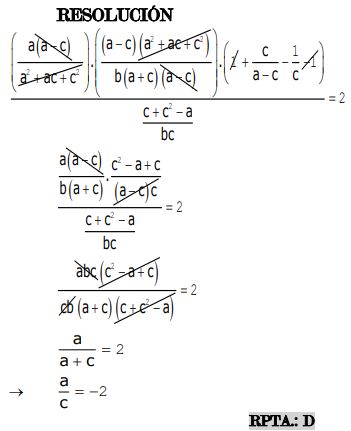 RESOLUCIÓN
(a(a-c)/(a²+ac+c²))·((a-c)(a²+ac+c²)/(b(a+c)(a-c)))·(1+c/(a-c)-1/c-1)
/ ((c+c²-a)/bc) = 2
a(a-c)/(b(a+c)) · (c²-a+c)/((a-c)c)
/ ((c+c²-a)/bc) = 2
abc(c²-a+c) / (cb(a+c)(c+c²-a)) = 2
a/(a+c) = 2
→ a/c = -2
RPTA.: D